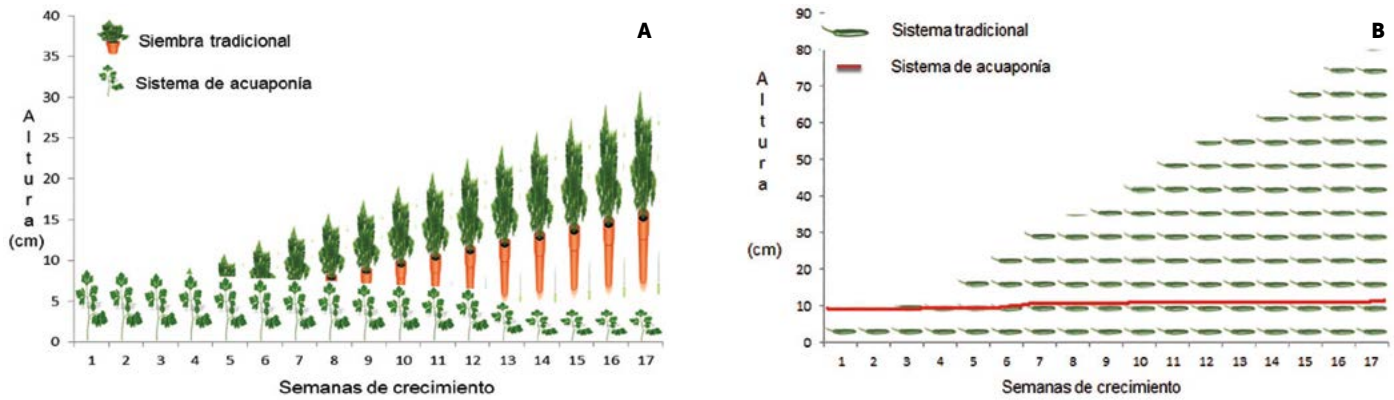 A
Siembra tradicional
Sistema de acuaponía
Altura
(cm)
40
35
30
25
20
15
10
5
0
1 2 3 4 5 6 7 8 9 10 11 12 13 14 15 16 17
Semanas de crecimiento
B
Sistema tradicional
Sistema de acuaponía
Altura
(cm)
80
70
60
50
40
30
20
10
0
1 2 3 4 5 6 7 8 9 10 11 12 13 14 15 16 17
Semanas de crecimiento